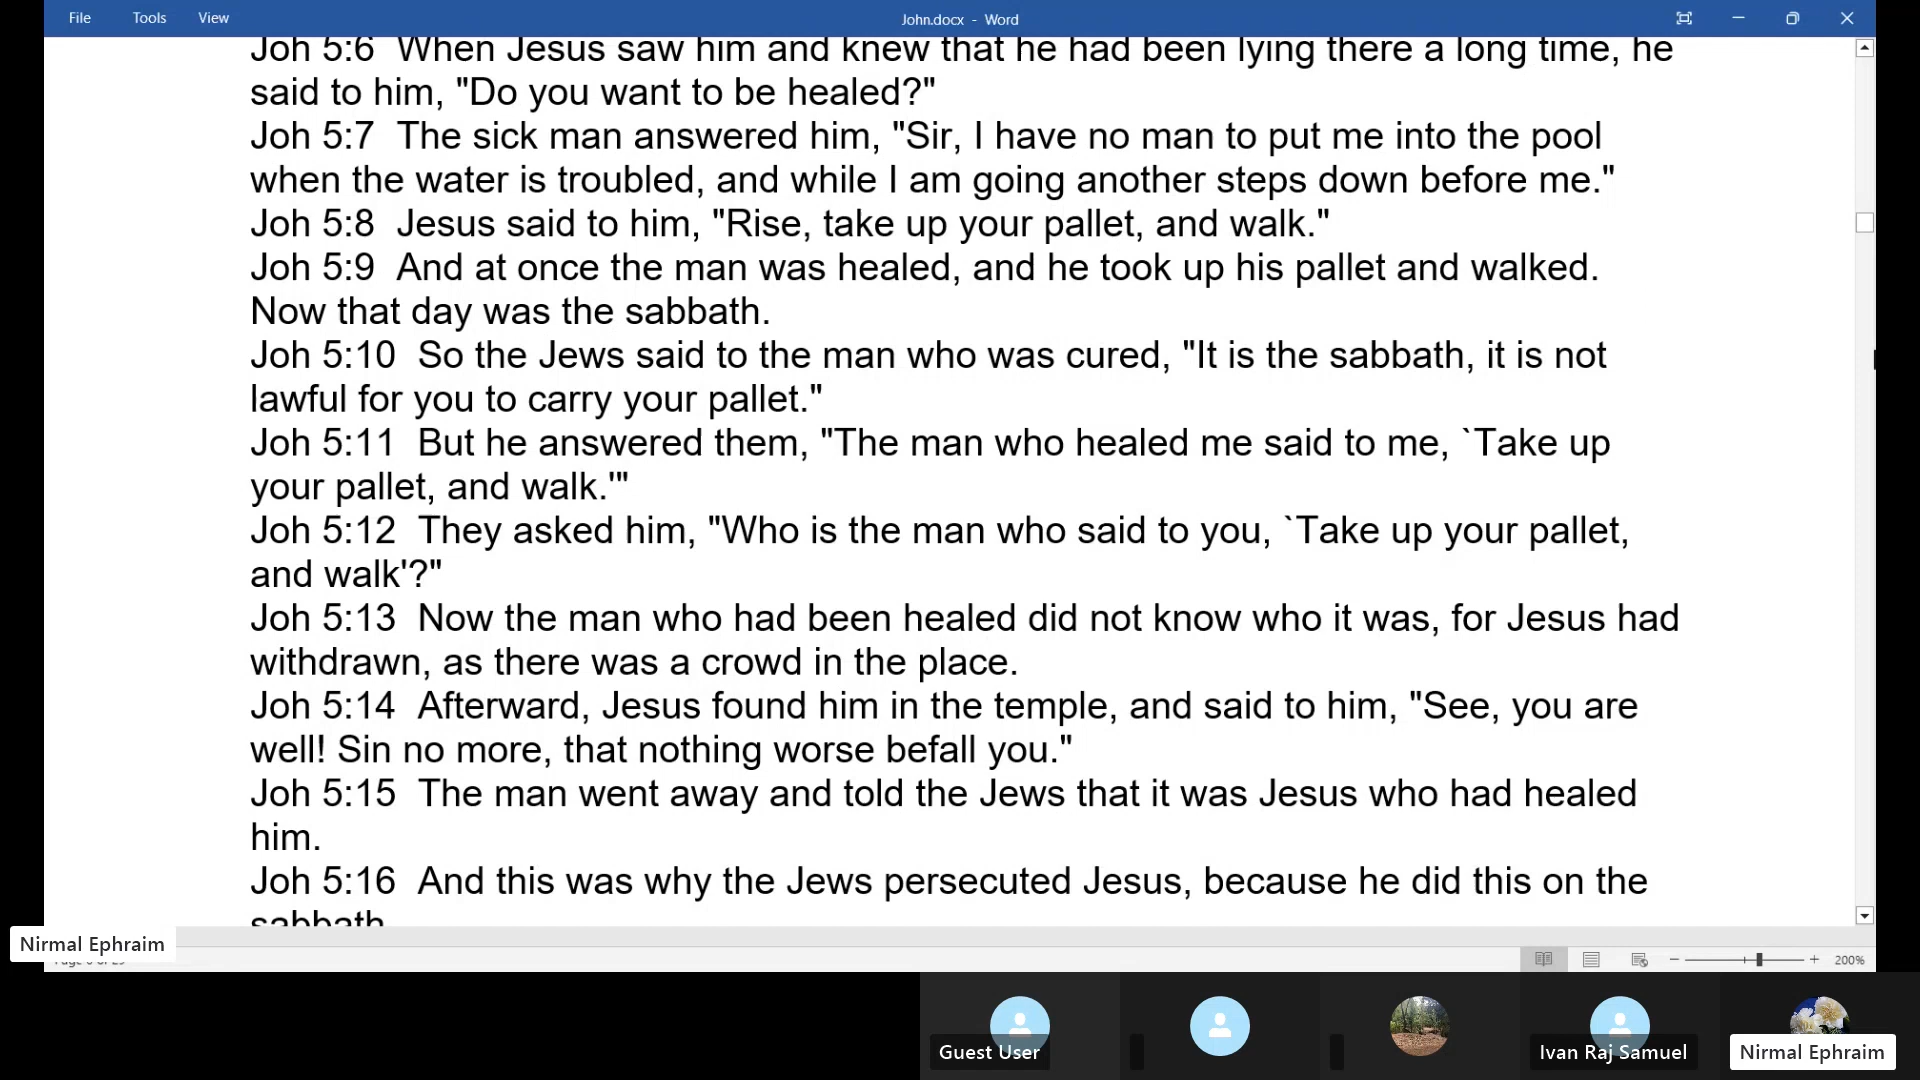 File Tools View John.docx - Word
Joh 5:6 When Jesus saw him and knew that he had been lying there a long time, he
said to him, "Do you want to be healed?"
Joh 5:7 The sick man answered him, "Sir, I have no man to put me into the pool
when the water is troubled, and while I am going another steps down before me."
Joh 5:8 Jesus said to him, "Rise, take up your pallet, and walk."
Joh 5:9 And at once the man was healed, and he took up his pallet and walked.
Now that day was the sabbath.
Joh 5:10 So the Jews said to the man who was cured, "It is the sabbath, it is not
lawful for you to carry your pallet."
Joh 5:11 But he answered them, "The man who healed me said to me, `Take up
your pallet, and walk.'"
Joh 5:12 They asked him, "Who is the man who said to you, `Take up your pallet,
and walk'?"
Joh 5:13 Now the man who had been healed did not know who it was, for Jesus had
withdrawn, as there was a crowd in the place.
Joh 5:14 Afterward, Jesus found him in the temple, and said to him, "See, you are
well! Sin no more, that nothing worse befall you."
Joh 5:15 The man went away and told the Jews that it was Jesus who had healed
him.
Joh 5:16 And this was why the Jews persecuted Jesus, because he did this on the
sabbath
Nirmal Ephraim
200%
Guest User
Ivan Raj Samuel
Nirmal Ephraim